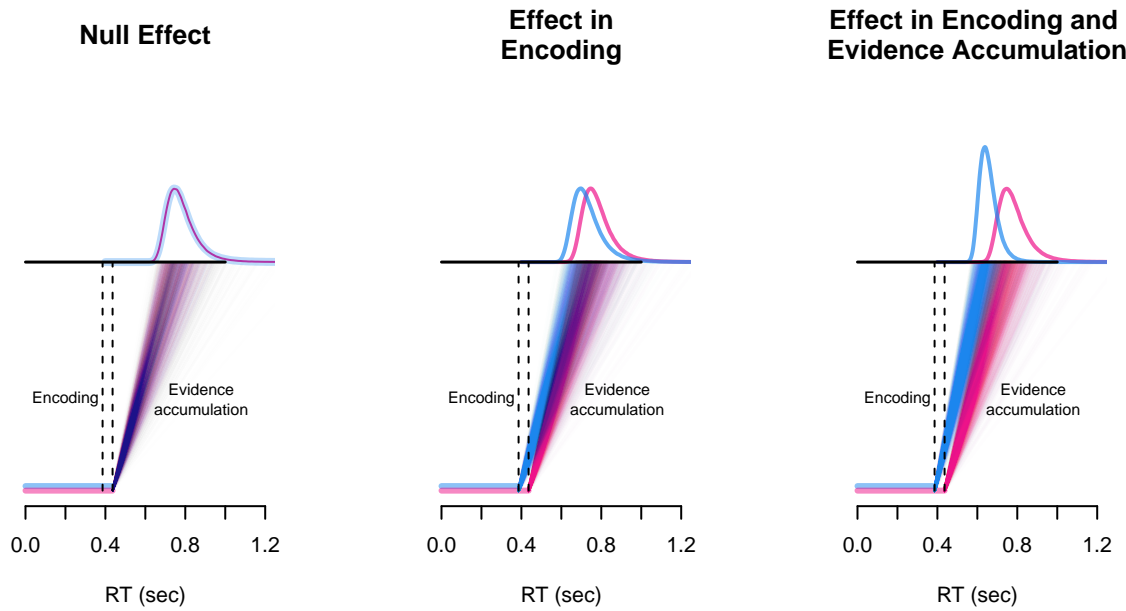 Null Effect
Encoding
Evidence
accumulation
0.0 0.4 0.8 1.2
RT (sec)
Effect in
Encoding
Encoding
Evidence
accumulation
0.0 0.4 0.8 1.2
RT (sec)
Effect in Encoding and
Evidence Accumulation
Encoding
Evidence
accumulation
0.0 0.4 0.8 1.2
RT (sec)